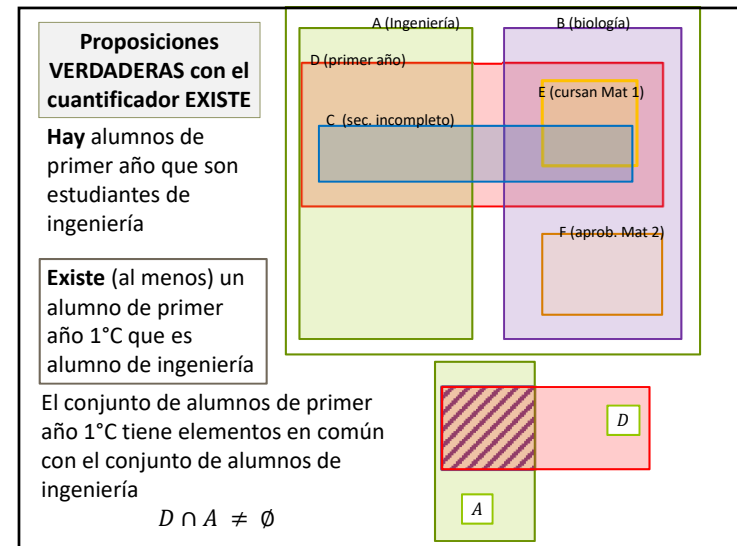 Proposiciones
VERDADERAS con el
cuantificador EXISTE
Hay alumnos de
primer año que son
estudiantes de
ingeniería
Existe (al menos) un
alumno de primer
año 1°C que es
alumno de ingeniería
El conjunto de alumnos de primer
año 1°C tiene elementos en común
con el conjunto de alumnos de
ingeniería
D ∩ A ≠ ∅
A (Ingeniería)
B (biología)
D (primer año)
E (cursan Mat 1)
C (sec. incompleto)
F (aprob. Mat 2)
D
A